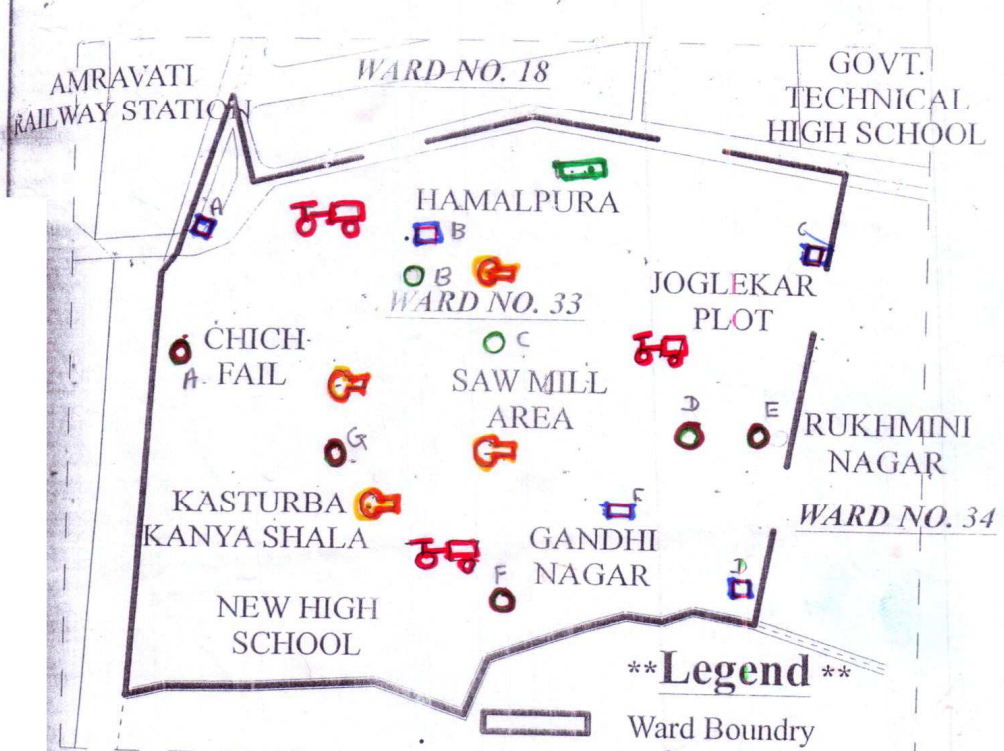 AMRAVATI
RAILWAY STATION
WARD NO. 18
GOVT.
TECHNICAL
HIGH SCHOOL
HAMALPURA
A
B
C
B
WARD NO. 33
JOGLEKAR
PLOT
CHICH
FAIL
A
C
SAW MILL
AREA
D
E
G
RUKHMINI
NAGAR
KASTURBA
KANYA SHALA
E
GANDHI
NAGAR
WARD NO. 34
F
D
NEW HIGH
SCHOOL
**Legend **
Ward Boundry